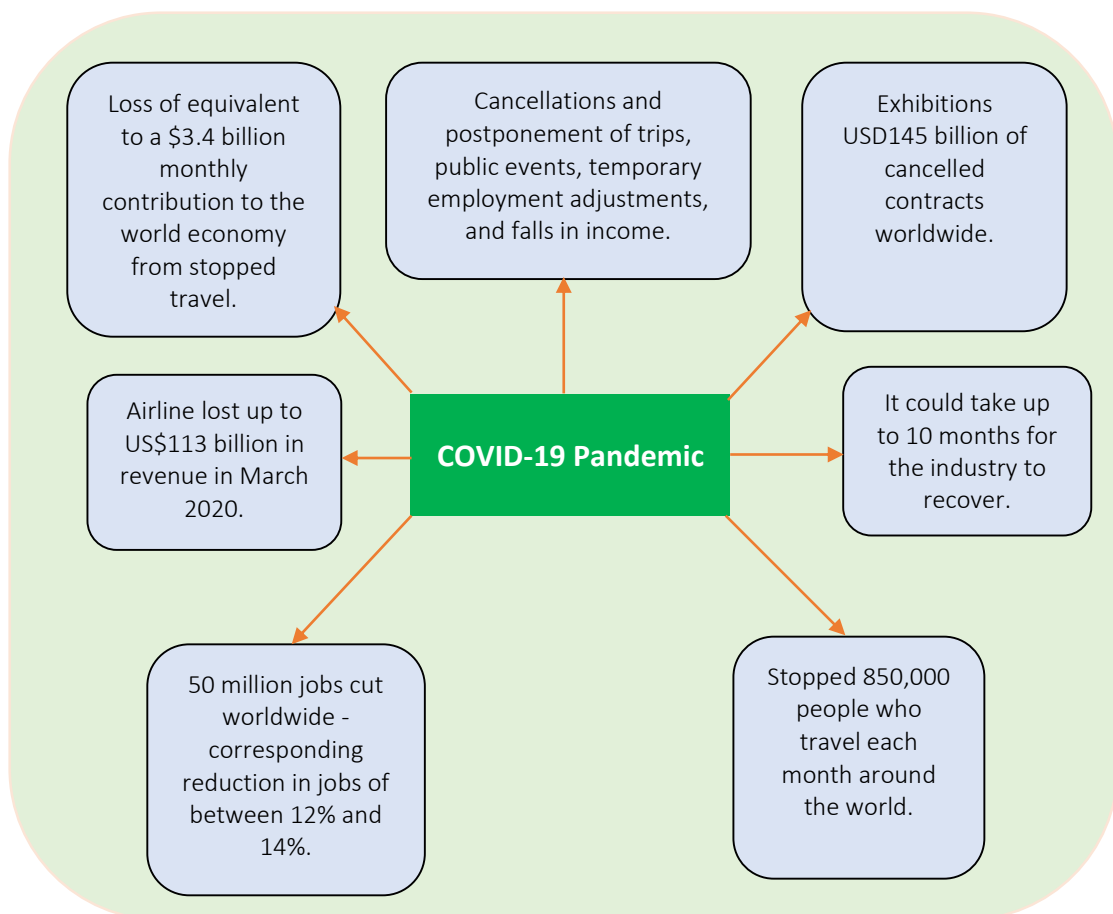 Loss of equivalent
to a $3.4 billion
monthly
contribution to the
world economy
from stopped
travel.
Cancellations and
postponement of trips,
public events, temporary
employment adjustments,
and falls in income.
Exhibitions
USD145 billion of
cancelled
contracts
worldwide.
Airline lost up to
US$113 billion in
revenue in March
2020.
COVID-19 Pandemic
It could take up
to 10 months for
the industry to
recover.
50 million jobs cut
worldwide -
corresponding
reduction in jobs of
between 12% and
14%.
Stopped 850,000
people who
travel each
month around
the world.